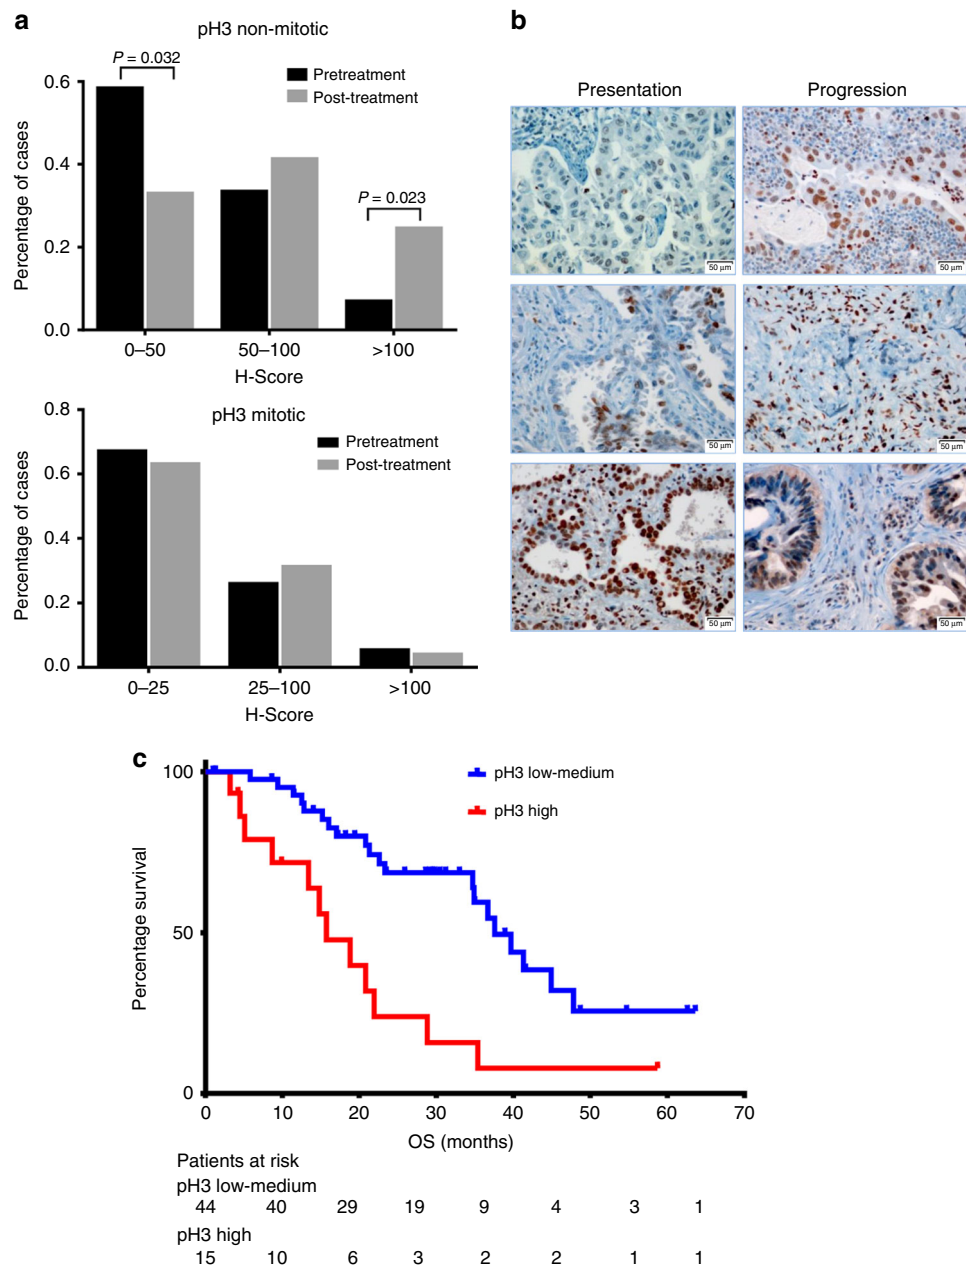 a
pH3 non-mitotic
P = 0.032
Pretreatment
Post-treatment
P = 0.023
Percentage of cases
0.6
0.4
0.2
0.0
0–50
50–100
>100
H-Score
pH3 mitotic
Pretreatment
Post-treatment
Percentage of cases
0.8
0.6
0.4
0.2
0.0
0–25
25–100
>100
H-Score
b
Presentation
Progression
50 µm
50 µm
50 µm
50 µm
50 µm
50 µm
c
pH3 low-medium
pH3 high
Percentage survival
100
50
0
0 10 20 30 40 50 60 70
OS (months)
Patients at risk
pH3 low-medium
44 40 29 19 9 4 3 1
pH3 high
15 10 6 3 2 2 1 1